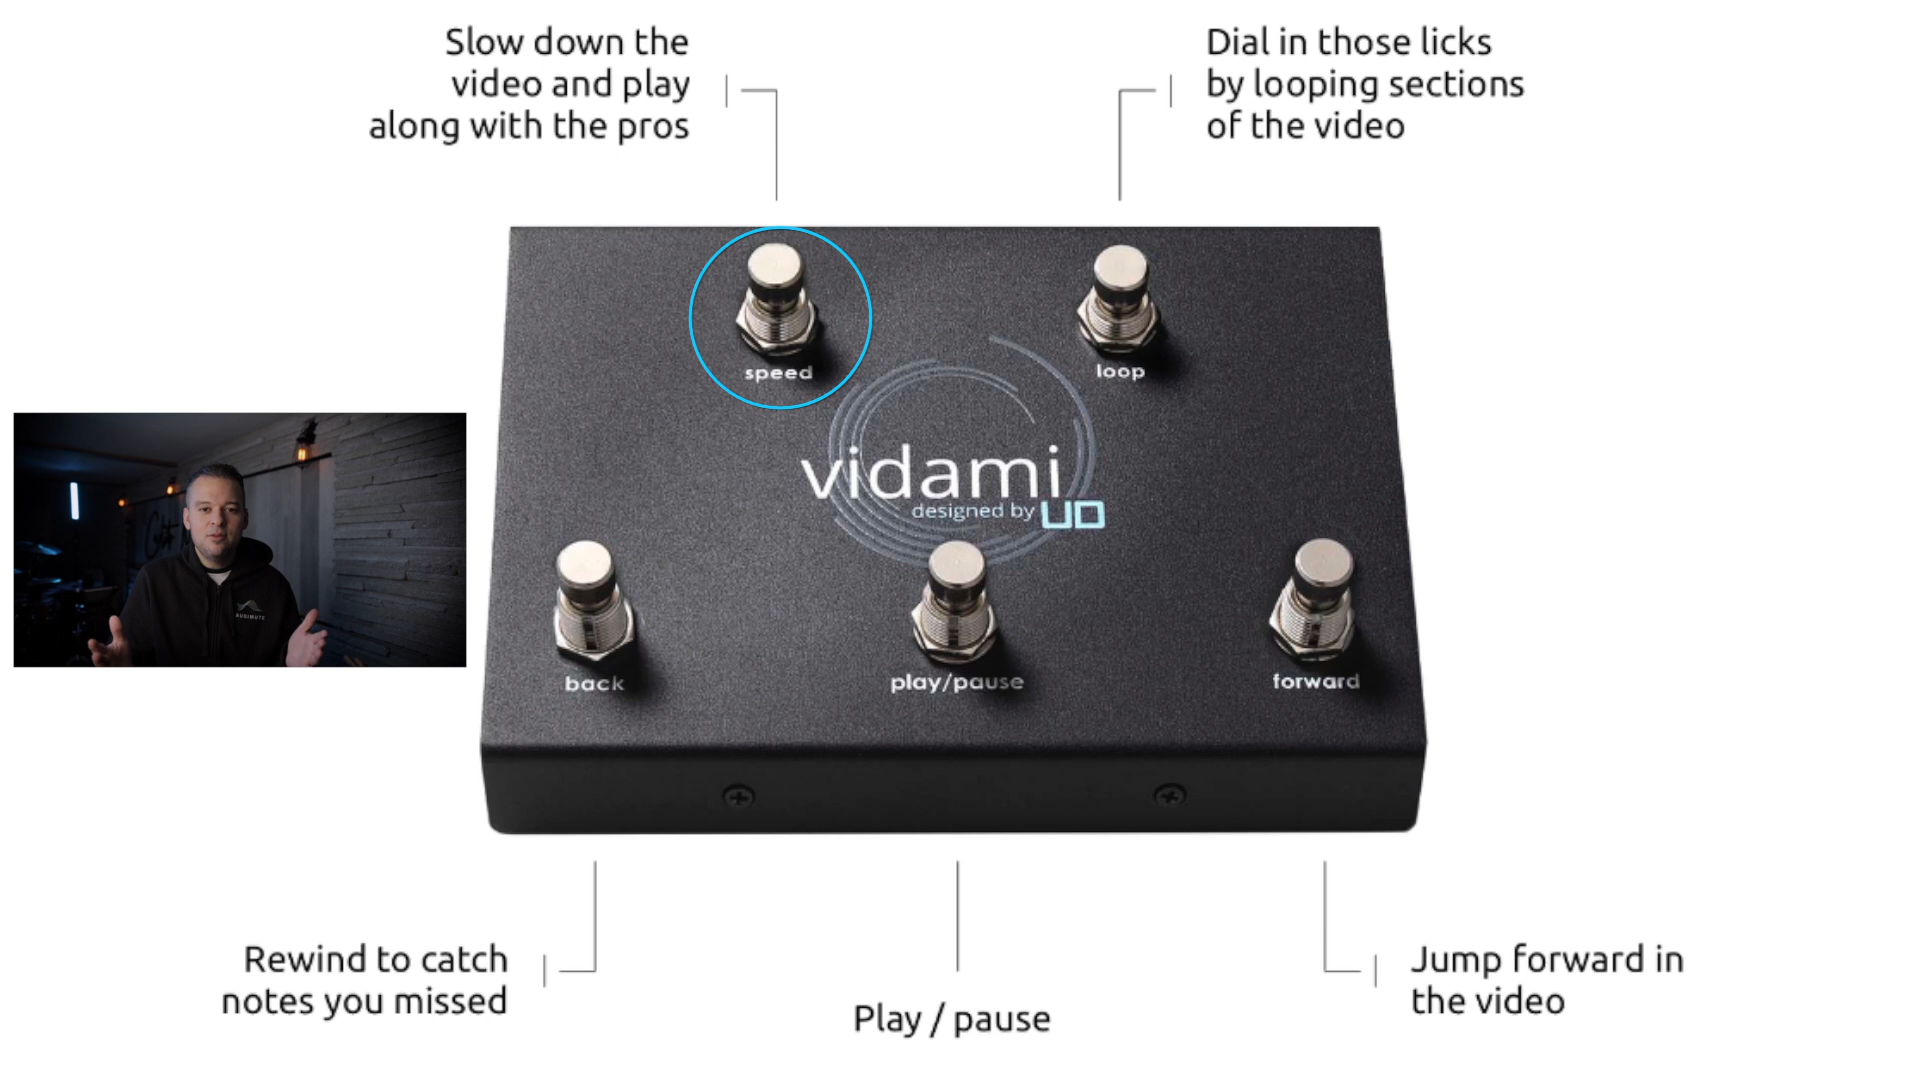 Slow down the
video and play
along with the pros
Dial in those licks
by looping sections
of the video
speed
loop
vidami
designed by UD
back
play/pause
forward
AUDIMUTE
Rewind to catch
notes you missed
Play / pause
Jump forward in
the video